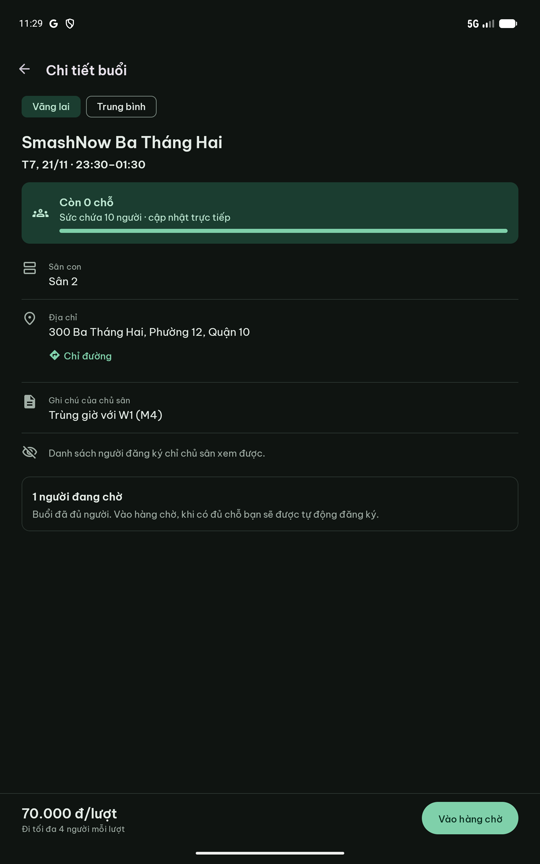 11:29
5G
Chi tiết buổi
Vãng lai
Trung bình
SmashNow Ba Tháng Hai
T7, 21/11 · 23:30–01:30
Còn 0 chỗ
Sức chứa 10 người · cập nhật trực tiếp
Sân con
Sân 2
Địa chỉ
300 Ba Tháng Hai, Phường 12, Quận 10
Chỉ đường
Ghi chú của chủ sân
Trùng giờ với W1 (M4)
Danh sách người đăng ký chỉ chủ sân xem được.
1 người đang chờ
Buổi đã đủ người. Vào hàng chờ, khi có đủ chỗ bạn sẽ được tự động đăng ký.
70.000 đ/lượt
Đi tối đa 4 người mỗi lượt
Vào hàng chờ